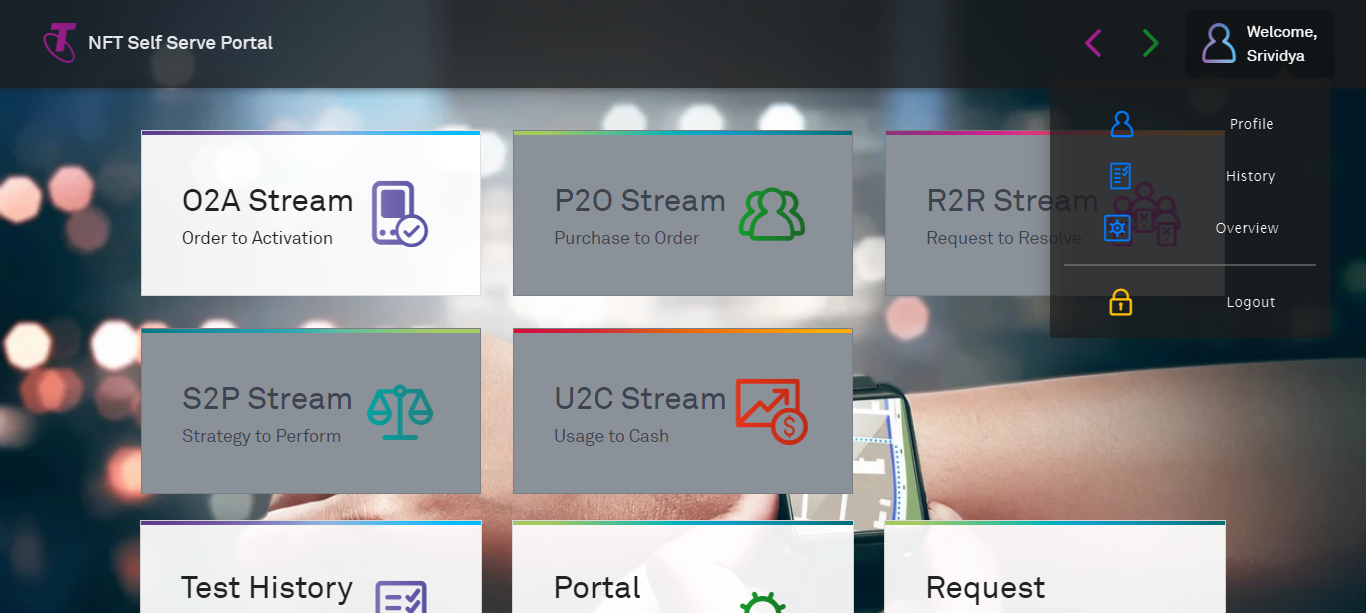 NFT Self Serve Portal
Welcome,
Srividya
Profile
History
Overview
Logout
O2A Stream
Order to Activation
P2O Stream
Purchase to Order
R2R Stream
Request to Resolve
S2P Stream
Strategy to Perform
U2C Stream
Usage to Cash
Test History
Portal
Request